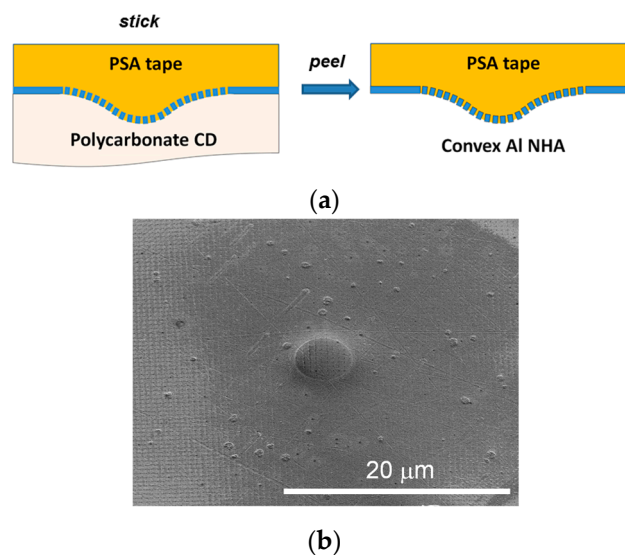 stick
PSA tape
peel
PSA tape
Polycarbonate CD
Convex Al NHA
(a)
20 μm
(b)